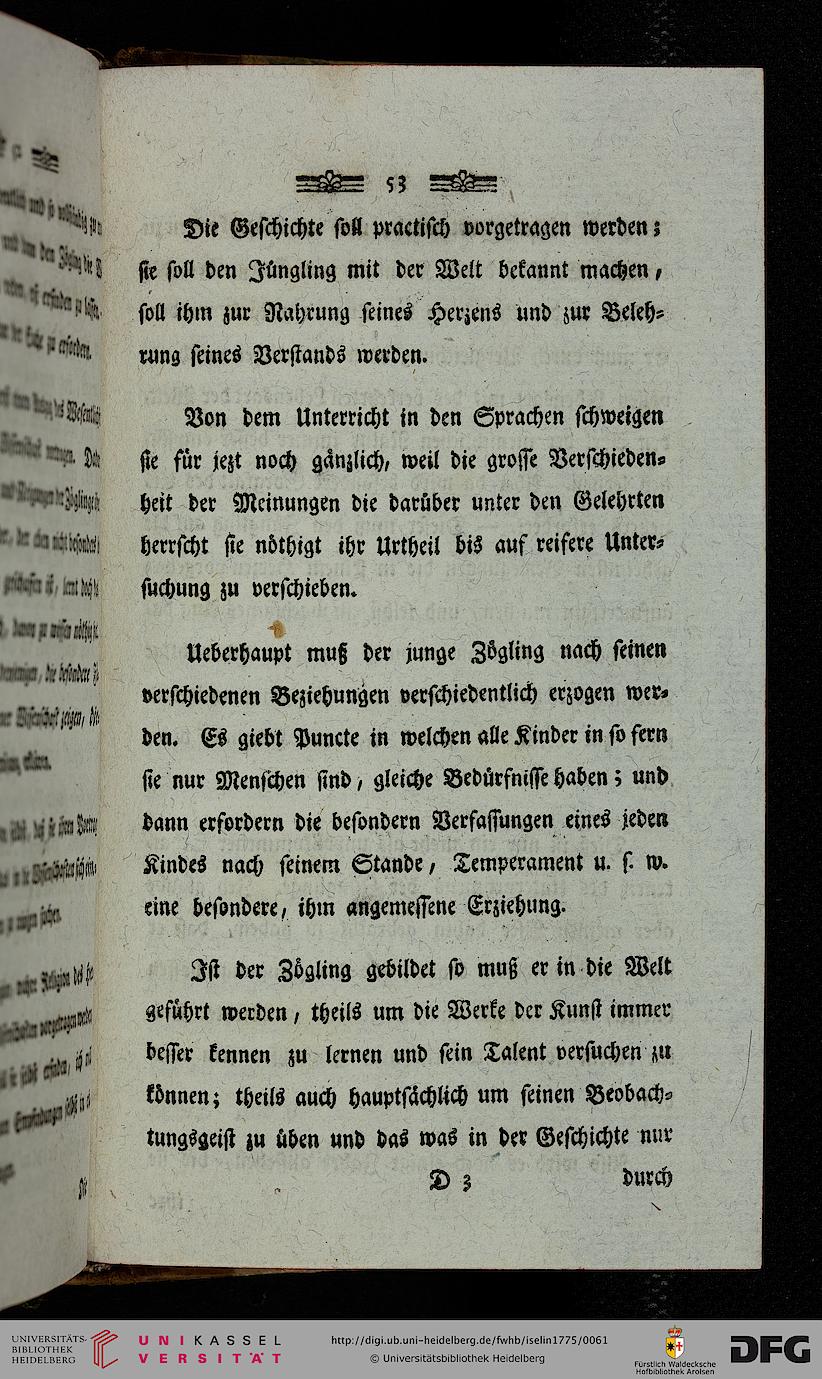 53
Die Geschichte soll practisch vorgetragen werden;
sie soll den Jüngling mit der Welt bekannt machen,
soll ihm zur Nahrung seines Herzens und zur Beleh-
rung seines Verstands werden.
Von dem Unterricht in den Sprachen schweigen
sie für jezt noch gänzlich, weil die grosse Verschieden-
heit der Meinungen die darüber unter den Gelehrten
herrscht sie nöthigt ihr Urtheil bis auf reifere Unter-
suchung zu verschieben.
Ueberhaupt muß der junge Zögling nach seinen
verschiedenen Beziehungen verschiedentlich erzogen wer-
den. Es giebt Puncte in welchen alle Kinder in so fern
sie nur Menschen sind, gleiche Bedürfnisse haben; und
dann erfordern die besondern Verfassungen eines jeden
Kindes nach seinem Stande, Temperament u. s. w.
eine besondere, ihm angemessene Erziehung.
Ist der Zögling gebildet so muß er in die Welt
geführt werden, theils um die Werke der Kunst immer
besser kennen zu lernen und sein Talent versuchen zu
können; theils auch hauptsächlich um seinen Beobach-
tungsgeist zu üben und das was in der Geschichte nur
D 3 durch
UNIVERSITÄTS-
BIBLIOTHEK
HEIDELBERG
UNIKASSEL
VERSITÄT
http://digi.ub.uni-heidelberg.de/fwhb/iselin1775/0061
© Universitätsbibliothek Heidelberg
Fürstlich Waldecksche
Hofbibliothek Arolsen
DFG